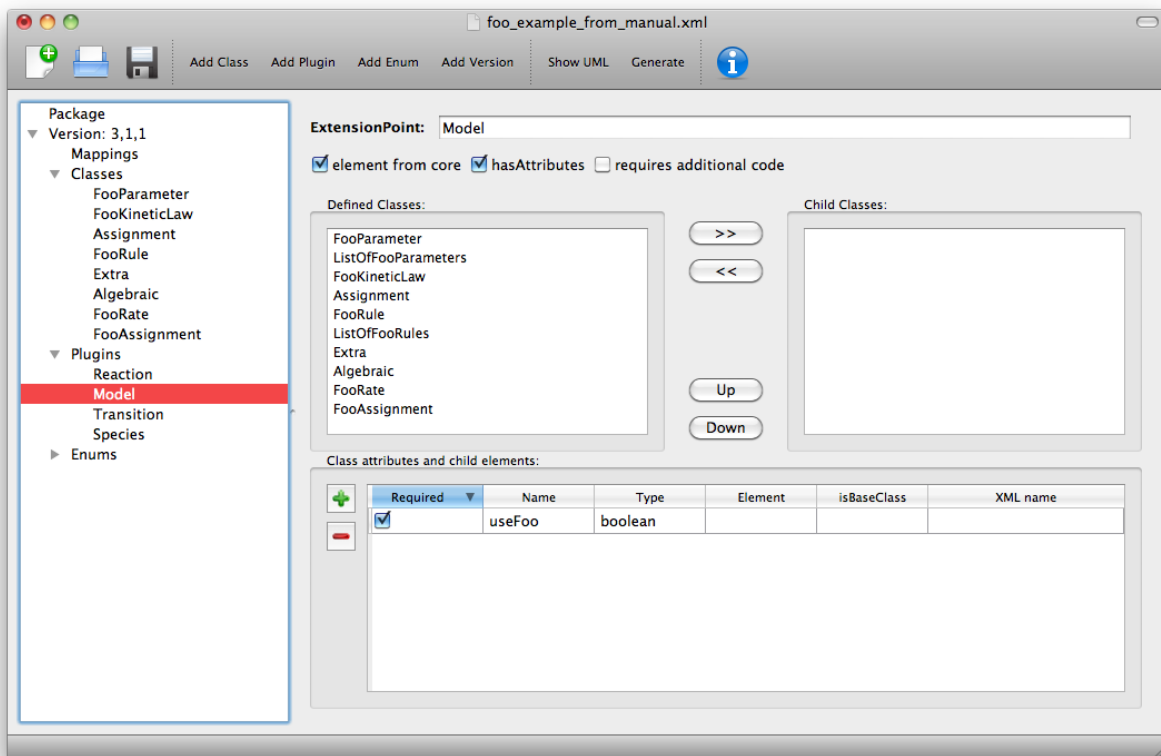 foo_example_from_manual.xml
Add Class Add Plugin Add Enum Add Version Show UML Generate
Package
Version: 3,1,1
Mappings
Classes
FooParameter
FooKineticLaw
Assignment
FooRule
Extra
Algebraic
FooRate
FooAssignment
Plugins
Reaction
Model
Transition
Species
Enums
ExtensionPoint: Model
element from core hasAttributes requires additional code
Defined Classes:
FooParameter
ListOfFooParameters
FooKineticLaw
Assignment
FooRule
ListOfFooRules
Extra
Algebraic
FooRate
FooAssignment
>>
<<
Up
Down
Child Classes:
Class attributes and child elements:
Required Name Type Element isBaseClass XML name
useFoo boolean